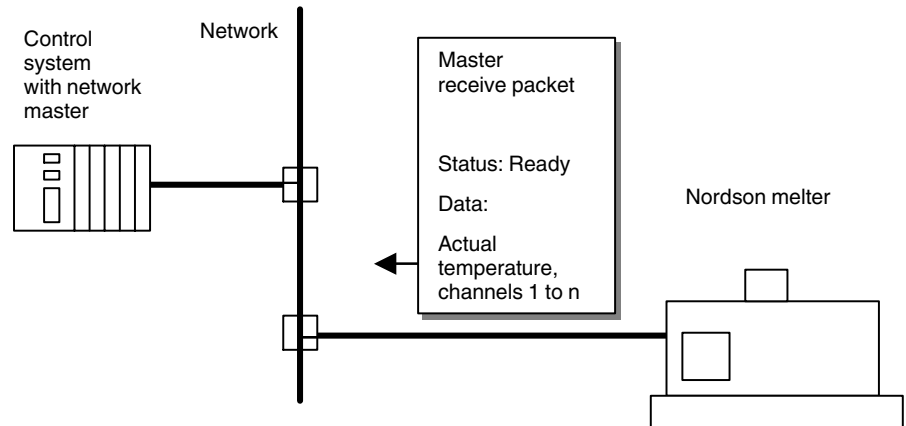 Control
system
with network
master
Network
Master
receive packet
Status: Ready
Data:
Actual
temperature,
channels 1 to n
Nordson melter